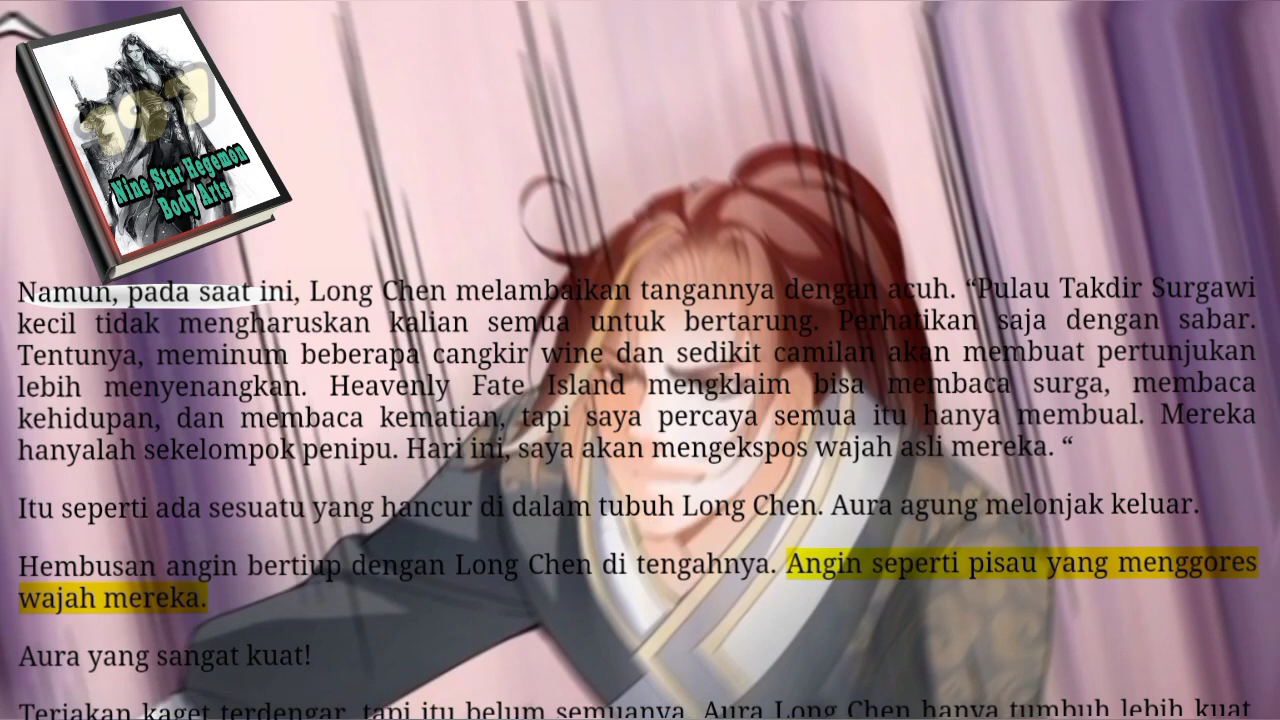 197
Nine Star Hegemon
Body Arts
Namun, pada saat ini, Long Chen melambaikan tangannya dengan acuh. “Pulau Takdir Surgawi
kecil tidak mengharuskan kalian semua untuk bertarung. Perhatikan saja dengan sabar.
Tentunya, meminum beberapa cangkir wine dan sedikit camilan akan membuat pertunjukan
lebih menyenangkan. Heavenly Fate Island mengklaim bisa membaca surga, membaca
kehidupan, dan membaca kematian, tapi saya percaya semua itu hanya membual. Mereka
hanyalah sekelompok penipu. Hari ini, saya akan mengekspos wajah asli mereka. “
Itu seperti ada sesuatu yang hancur di dalam tubuh Long Chen. Aura agung melonjak keluar.
Hembusan angin bertiup dengan Long Chen di tengahnya. Angin seperti pisau yang menggores
wajah mereka.
Aura yang sangat kuat!
Teriakan kaget terdengar, tapi itu belum semuanya. Aura Long Chen hanya tumbuh lebih kuat